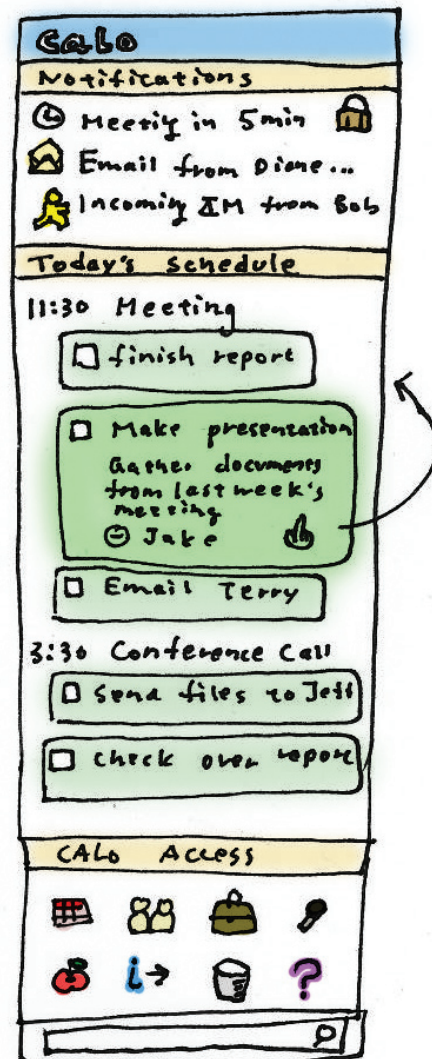 CALO
Notifications
Meetig in 5min
Email from Diane...
Incoming IM from Bob
Today's schedule
11:30 Meeting
finish report
Make presentation
Gather documents
from last week's
meeting
Jake
Email Terry
3:30 Conference Call
Send files to Jeff
Check over report
CALO Access
i
?